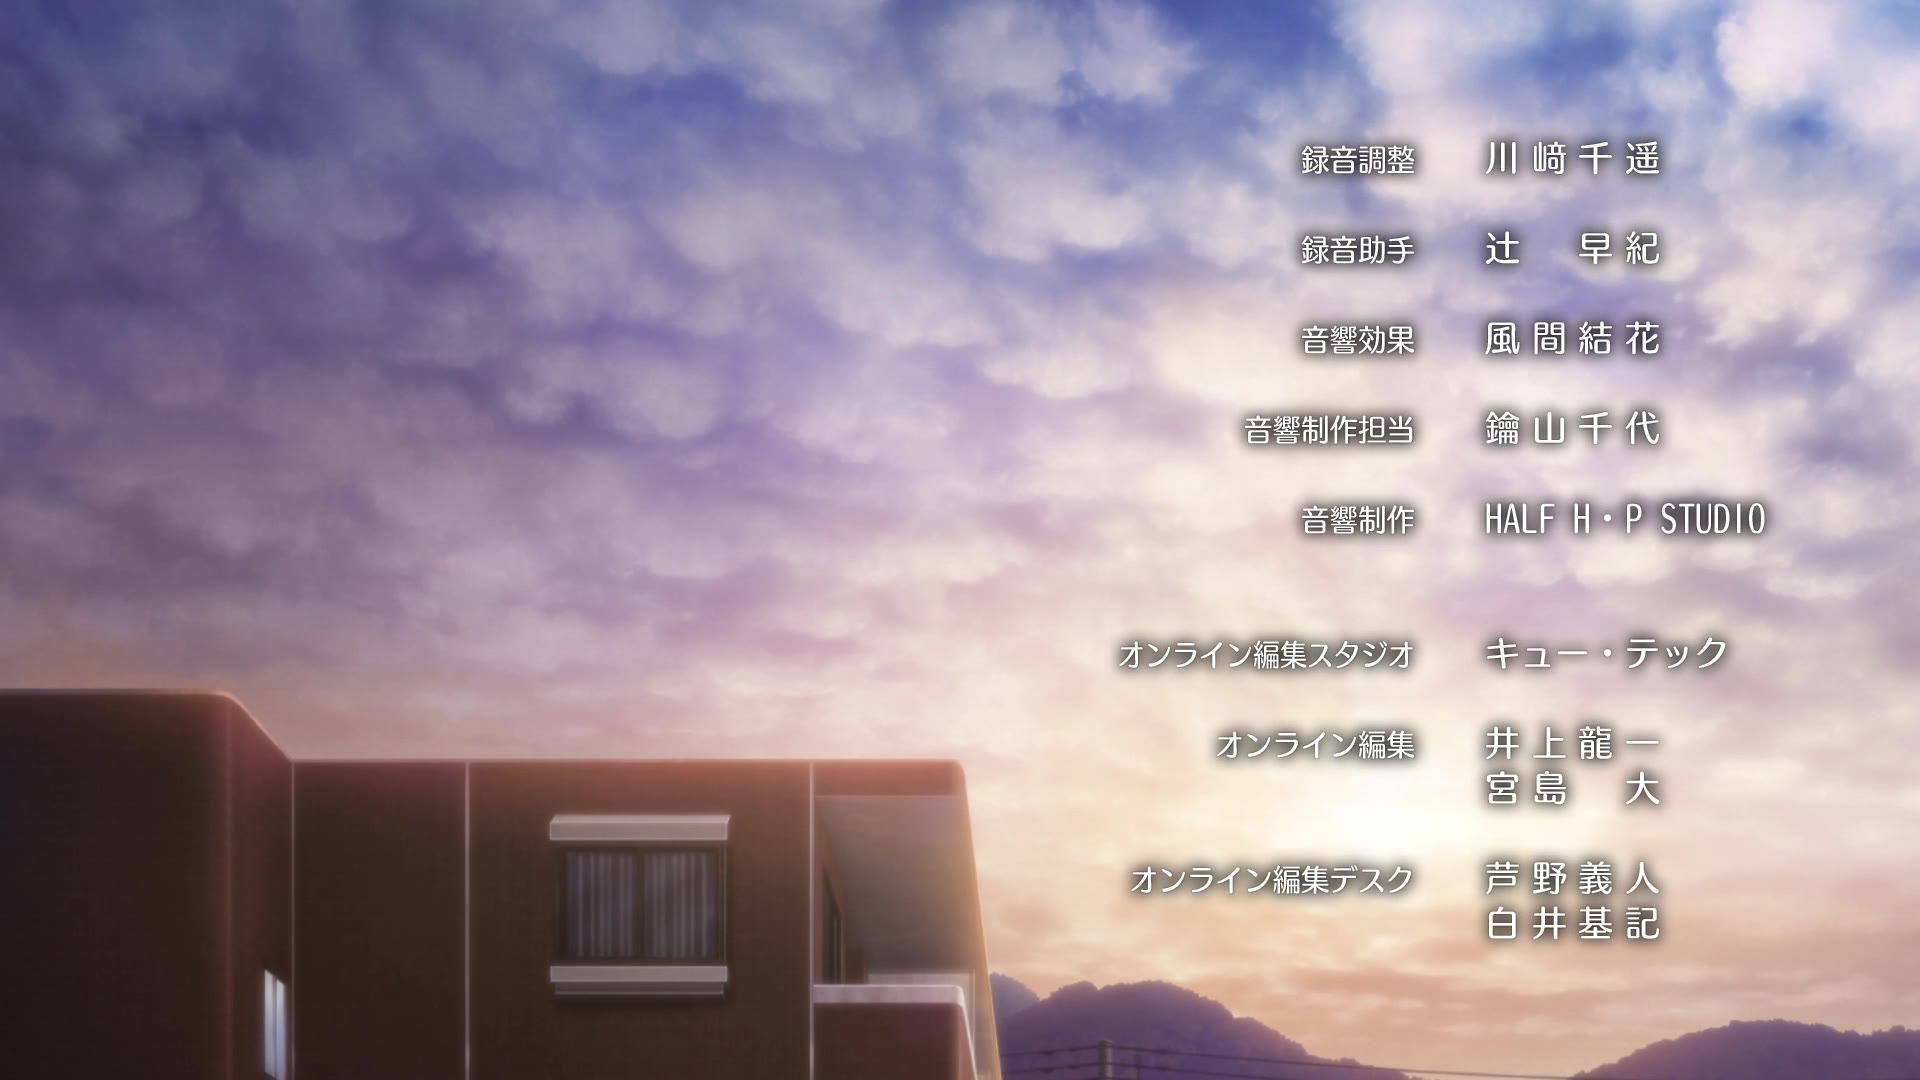 録音調整 川﨑千遥
録音助手 辻 早紀
音響効果 風間結花
音響制作担当 鑰山千代
音響制作 HALF H・P STUDIO
オンライン編集スタジオ キュー・テック
オンライン編集 井上龍一
宮島 大
オンライン編集デスク 芦野義人
白井基記